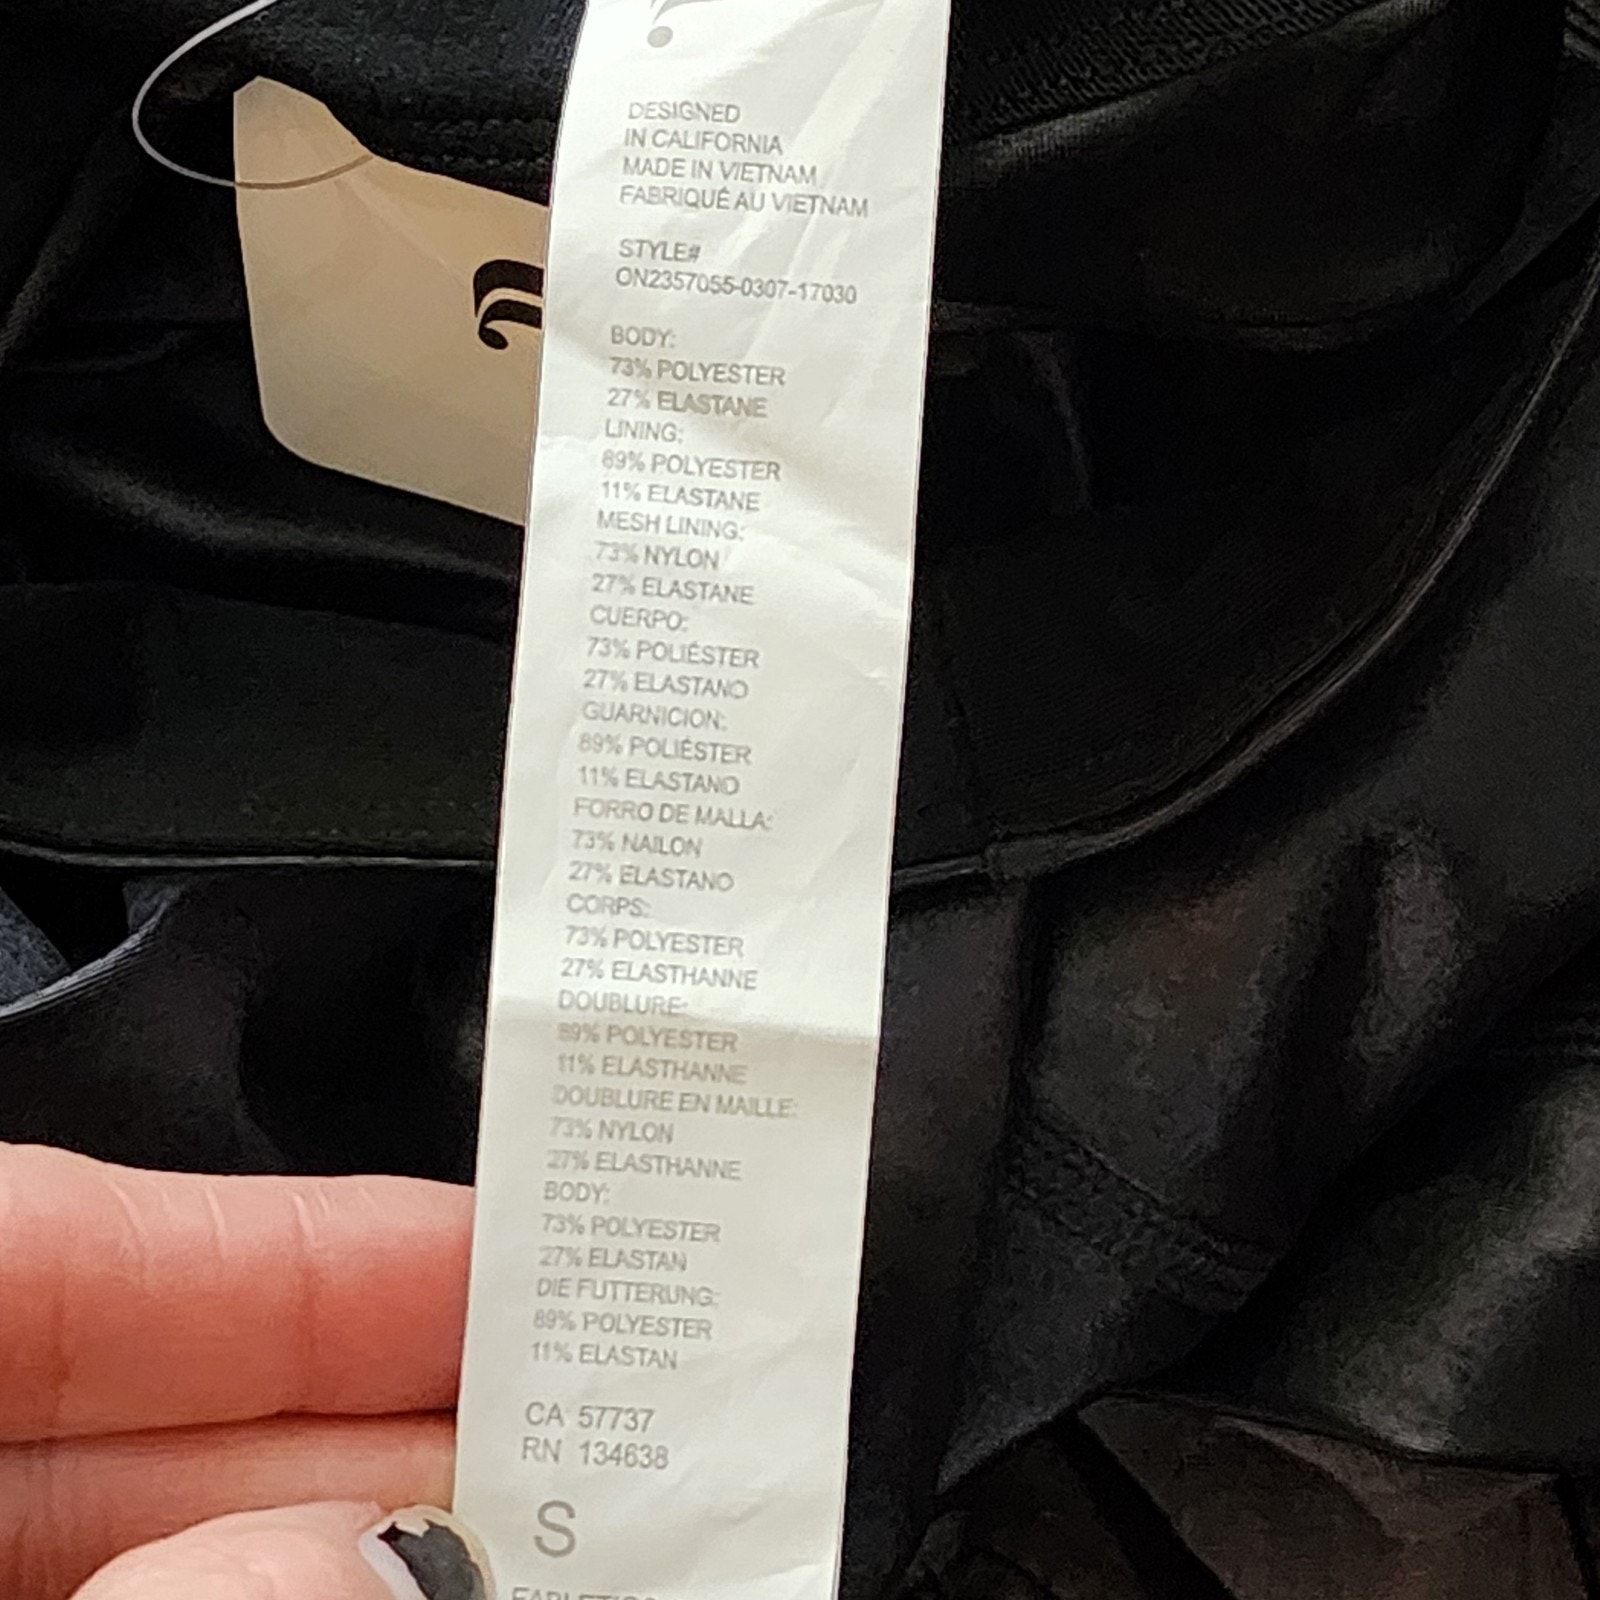 DESIGNED
IN CALIFORNIA
MADE IN VIETNAM
FABRIQUÉ AU VIETNAM
STYLE#
ON2357055-0307-17030
BODY:
73% POLYESTER
27% ELASTANE
LINING:
89% POLYESTER
11% ELASTANE
MESH LINING:
73% NYLON
27% ELASTANE
CUERPO:
73% POLIÉSTER
27% ELASTANO
GUARNICION:
89% POLIÉSTER
11% ELASTANO
FORRO DE MALLA:
73% NAILON
27% ELASTANO
CORPS:
73% POLYESTER
27% ELASTHANNE
DOUBLURE:
89% POLYESTER
11% ELASTHANNE
DOUBLURE EN MAILLE:
73% NYLON
27% ELASTHANNE
BODY:
73% POLYESTER
27% ELASTAN
DIE FUTTERUNG:
89% POLYESTER
11% ELASTAN
CA 57737
RN 134638
S